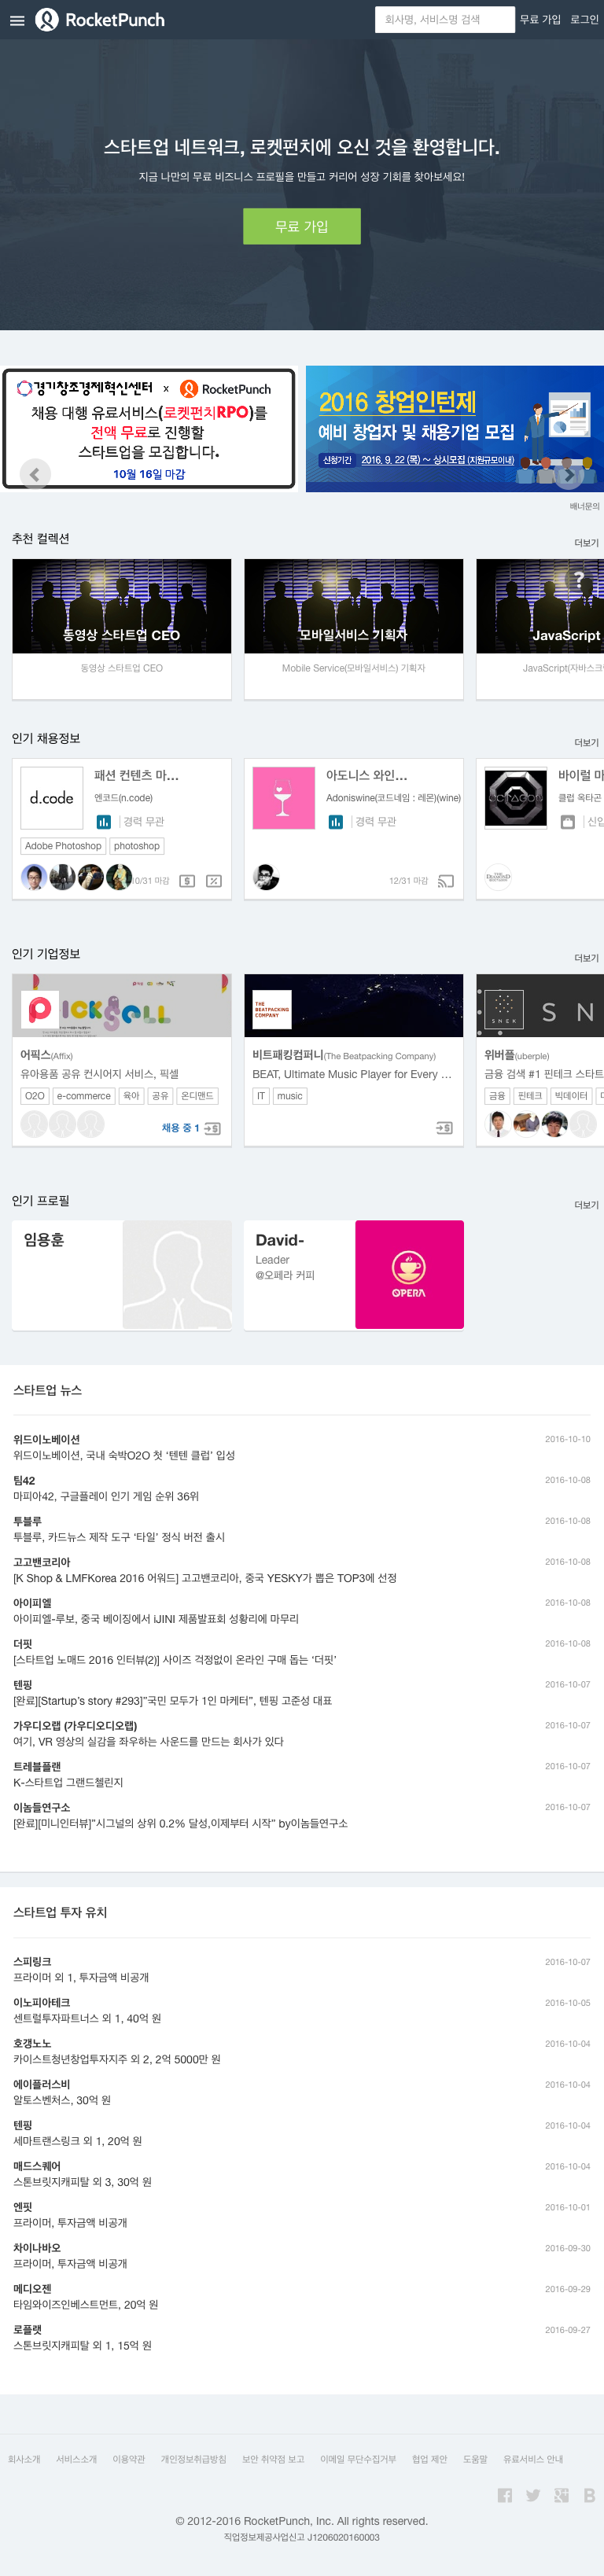 RocketPunch
회사명, 서비스명 검색
무료 가입
로그인
스타트업 네트워크, 로켓펀치에 오신 것을 환영합니다.
지금 나만의 무료 비즈니스 프로필을 만들고 커리어 성장 기회를 찾아보세요!
무료 가입
경기창조경제혁신센터 x RocketPunch
채용 대행 유료서비스(로켓펀치RPO)를
전액 무료로 진행할
스타트업을 모집합니다.
10월 16일 마감
2016 창업인턴제
예비 창업자 및 채용기업 모집
신청기간 2016. 9. 22 (목) ~ 상시모집 (지원규모이내)
배너문의
추천 컬렉션
더보기
동영상 스타트업 CEO
동영상 스타트업 CEO
모바일서비스 기획자
Mobile Service(모바일서비스) 기획자
?
JavaScript
JavaScript(자바스크
인기 채용정보
더보기
d.code
패션 컨텐츠 마...
엔코드(n.code)
경력 무관
Adobe Photoshop
photoshop
0/31 마감
아도니스 와인...
Adoniswine(코드네임 : 레몬)(wine)
경력 무관
12/31 마감
OCTAGON
바이럴 마
클럽 옥타곤
신입
인기 기업정보
더보기
PICKSELL
어픽스(Affix)
유아용품 공유 컨시어지 서비스, 픽셀
O2O
e-commerce
육아
공유
온디맨드
채용 중 1
THE
BEATPACKING
COMPANY
비트패킹컴퍼니(The Beatpacking Company)
BEAT, Ultimate Music Player for Every ...
IT
music
SNEK
S N
위버플(uberple)
금융 검색 #1 핀테크 스타트
금융
핀테크
빅데이터
인기 프로필
더보기
임용훈
David-
Leader
@오페라 커피
OPERA
스타트업 뉴스
위드이노베이션
2016-10-10
위드이노베이션, 국내 숙박O2O 첫 ‘텐텐 클럽’ 입성
팀42
2016-10-08
마피아42, 구글플레이 인기 게임 순위 36위
투블루
2016-10-08
투블루, 카드뉴스 제작 도구 ‘타일’ 정식 버전 출시
고고밴코리아
2016-10-08
[K Shop & LMFKorea 2016 어워드] 고고밴코리아, 중국 YESKY가 뽑은 TOP3에 선정
아이피엘
2016-10-08
아이피엘-루보, 중국 베이징에서 iJINI 제품발표회 성황리에 마무리
더핏
2016-10-08
[스타트업 노매드 2016 인터뷰(2)] 사이즈 걱정없이 온라인 구매 돕는 ‘더핏’
텐핑
2016-10-07
[완료][Startup’s story #293]”국민 모두가 1인 마케터”, 텐핑 고준성 대표
가우디오랩 (가우디오디오랩)
2016-10-07
여기, VR 영상의 실감을 좌우하는 사운드를 만드는 회사가 있다
트레블플랜
2016-10-07
K-스타트업 그랜드첼린지
이놈들연구소
2016-10-07
[완료][미니인터뷰]”시그널의 상위 0.2% 달성,이제부터 시작” by이놈들연구소
스타트업 투자 유치
스피링크
2016-10-07
프라이머 외 1, 투자금액 비공개
이노피아테크
2016-10-05
센트럴투자파트너스 외 1, 40억 원
호갱노노
2016-10-04
카이스트청년창업투자지주 외 2, 2억 5000만 원
에이플러스비
2016-10-04
알토스벤처스, 30억 원
텐핑
2016-10-04
세마트랜스링크 외 1, 20억 원
매드스퀘어
2016-10-04
스톤브릿지캐피탈 외 3, 30억 원
엔핏
2016-10-01
프라이머, 투자금액 비공개
차이나바오
2016-09-30
프라이머, 투자금액 비공개
메디오젠
2016-09-29
타임와이즈인베스트먼트, 20억 원
로플랫
2016-09-27
스톤브릿지캐피탈 외 1, 15억 원
회사소개
서비스소개
이용약관
개인정보취급방침
보안 취약점 보고
이메일 무단수집거부
협업 제안
도움말
유료서비스 안내
© 2012-2016 RocketPunch, Inc. All rights reserved.
직업정보제공사업신고 J1206020160003